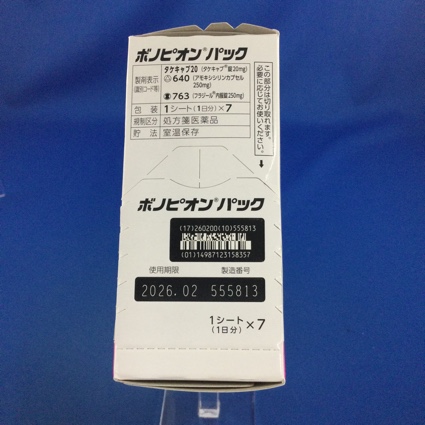 ボノピオン®パック
製剤表示
(識別コード等)
タケキャブ20 (タケキャブ®錠20mg)
640 (アモキシシリンカプセル
250mg)
763 (フラジール®内服錠250mg)
包装 1シート(1日分)×7
規制区分 処方箋医薬品
貯法 室温保存
この部分は切り取れます。
必要に応じてお使いください。
ボノピオン®パック
(17)260200(10)555813
(01)14987123158357
使用期限 製造番号
2026.02 555813
1シート×7
(1日分)